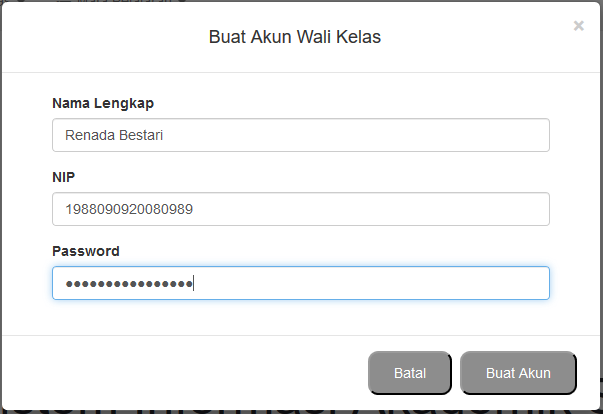 Buat Akun Wali Kelas
×
Nama Lengkap
Renada Bestari
NIP
1988090920080989
Password
●●●●●●●●●●●●●●●●
Batal
Buat Akun